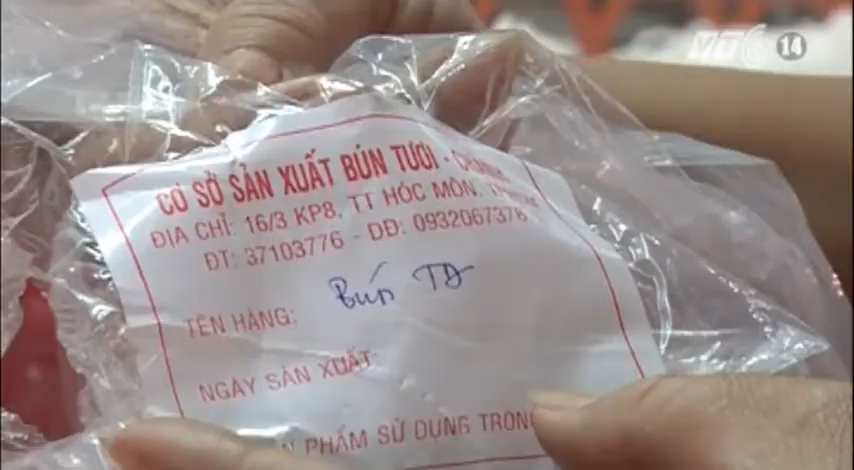 VTC 14
CƠ SỞ SẢN XUẤT BÚN TƯƠI -
ĐỊA CHỈ: 16/3 KP8, TT HÓC MÔN,
ĐT: 37103776 - DĐ: 0932067378
TÊN HÀNG: Bún TĐ
NGÀY SẢN XUẤT:
PHẨM SỬ DỤNG TRONG